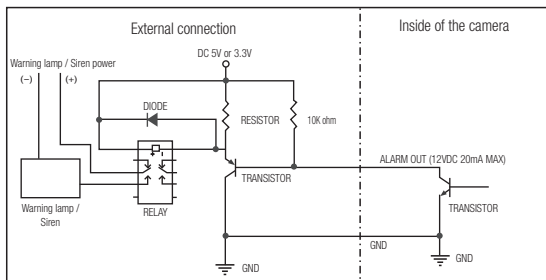 External connection
Inside of the camera
DC 5V or 3.3V
Warning lamp / Siren power
(−)
(+)
DIODE
RESISTOR
10K ohm
ALARM OUT (12VDC 20mA MAX)
TRANSISTOR
TRANSISTOR
Warning lamp /
Siren
RELAY
GND
GND
GND